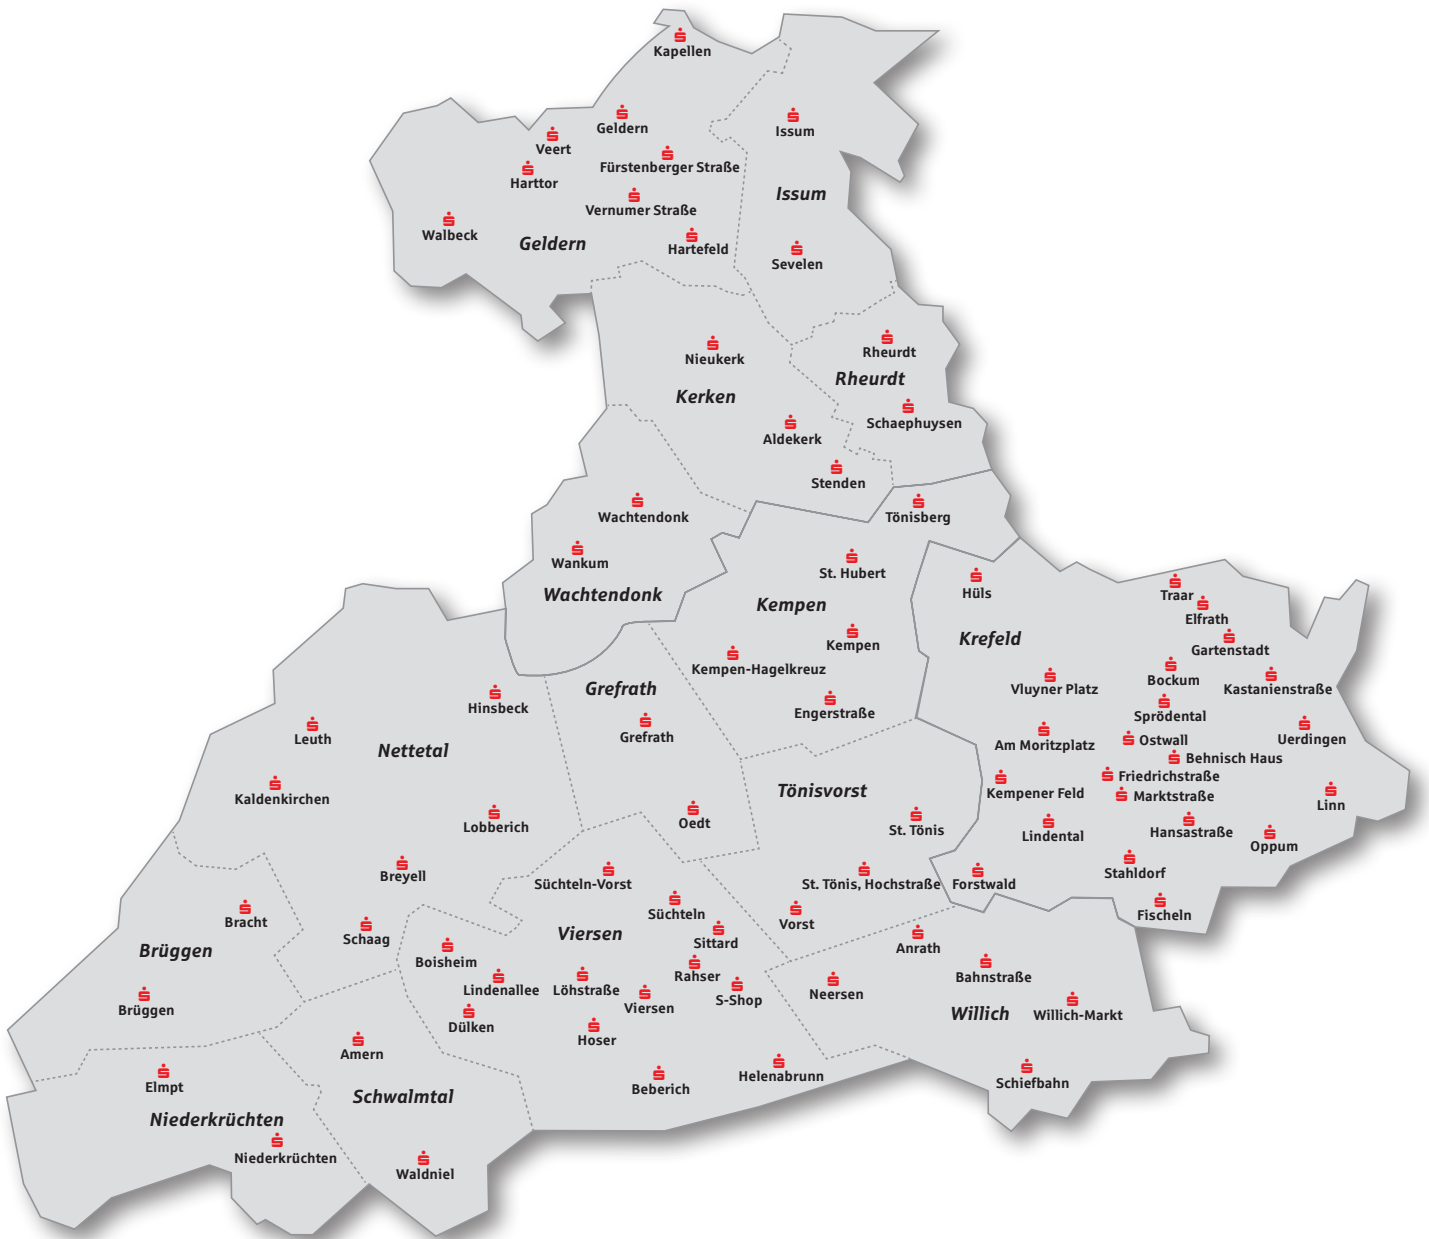 Kapellen
Geldern
Issum
Veert
Fürstenberger Straße
Harttor
Issum
Vernumer Straße
Walbeck
Geldern
Hartefeld
Sevelen
Nieukerk
Rheurdt
Rheurdt
Kerken
Schaephuysen
Aldekerk
Stenden
Wachtendonk
Tönisberg
Wankum
St. Hubert
Wachtendonk
Kempen
Hüls
Traar
Elfrath
Krefeld
Kempen
Gartenstadt
Kempen-Hagelkreuz
Bockum
Vluyner Platz
Kastanienstraße
Grefrath
Hinsbeck
Engerstraße
Sprödental
Leuth
Nettetal
Grefrath
Am Moritzplatz
Ostwall
Uerdingen
Behnisch Haus
Friedrichstraße
Kaldenkirchen
Tönisvorst
Kempener Feld
Marktstraße
Linn
Lobberich
Oedt
St. Tönis
Lindental
Hansastraße
Oppum
Breyell
Süchteln-Vorst
St. Tönis, Hochstraße
Forstwald
Stahldorf
Bracht
Süchteln
Vorst
Fischeln
Schaag
Viersen
Sittard
Anrath
Brüggen
Boisheim
Rahser
Bahnstraße
Lindenallee
Löhstraße
Neersen
Brüggen
Viersen
S-Shop
Willich
Willich-Markt
Dülken
Hoser
Amern
Elmpt
Beberich
Helenabrunn
Schiefbahn
Schwalmtal
Niederkrüchten
Niederkrüchten
Waldniel